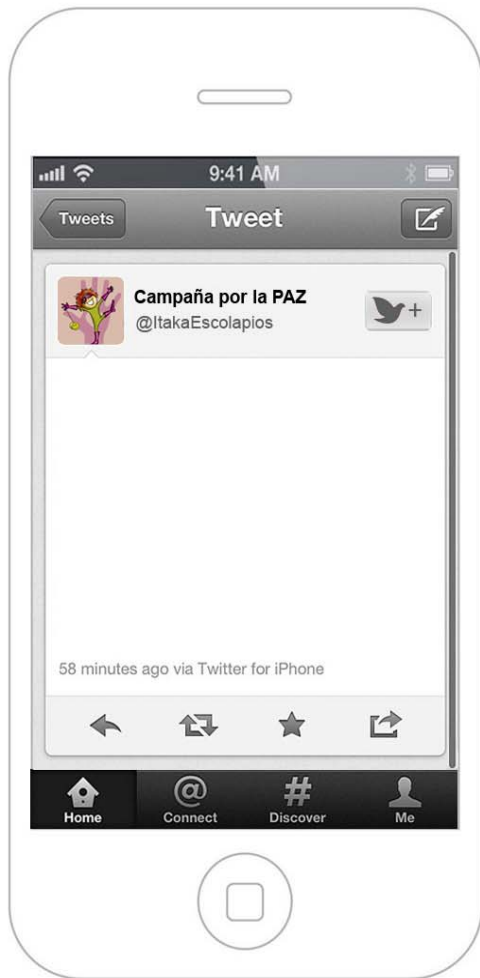 9:41 AM
Tweets
Tweet
Campaña por la PAZ
@ItakaEscolapios
+
58 minutes ago via Twitter for iPhone
@
#
Home
Connect
Discover
Me